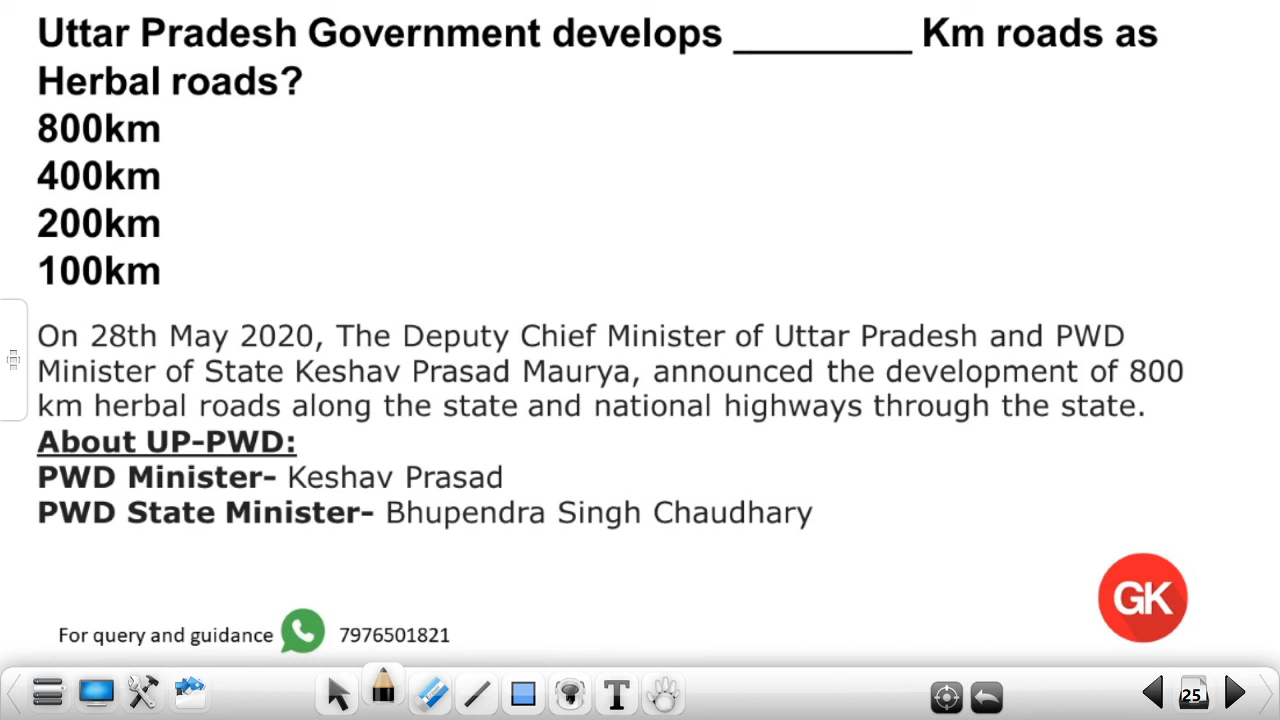 Uttar Pradesh Government develops ________ Km roads as
Herbal roads?
800km
400km
200km
100km
On 28th May 2020, The Deputy Chief Minister of Uttar Pradesh and PWD
Minister of State Keshav Prasad Maurya, announced the development of 800
km herbal roads along the state and national highways through the state.
About UP-PWD:
PWD Minister- Keshav Prasad
PWD State Minister- Bhupendra Singh Chaudhary
GK
For query and guidance 7976501821
T
25